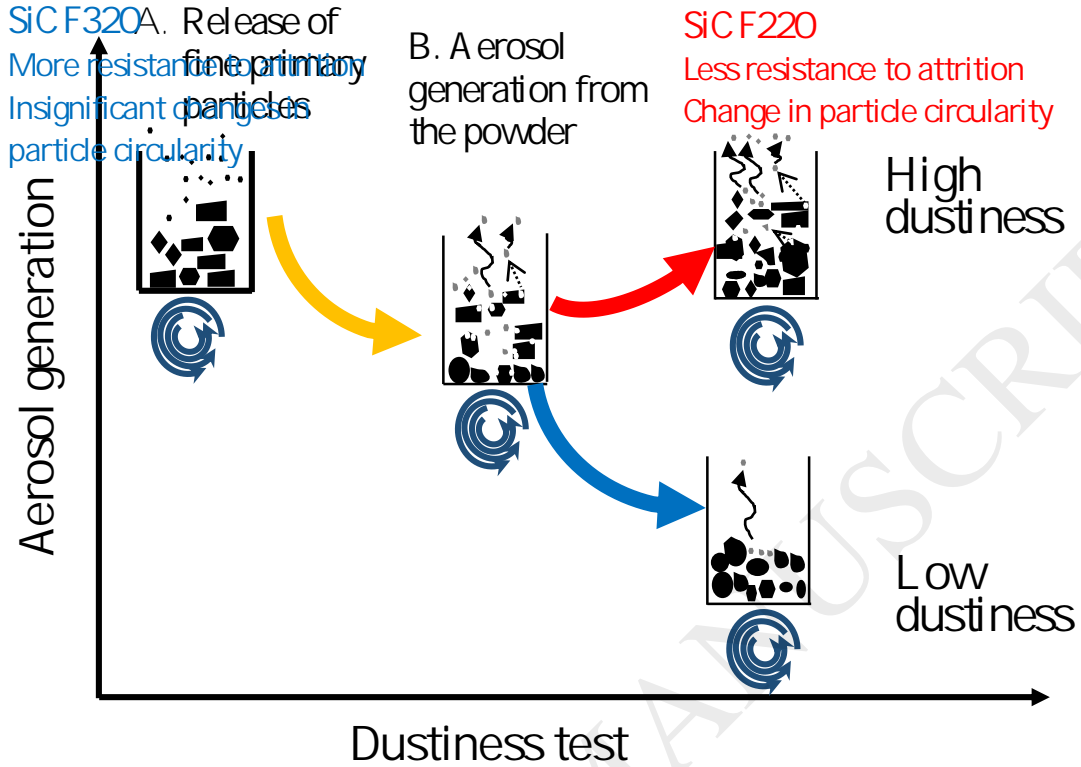 SiC F320
More resistance to attrition
Insignificant changes in
particle circularity
A. Release of
fine primary
particles
B. Aerosol
generation from
the powder
SiC F220
Less resistance to attrition
Change in particle circularity
High
dustiness
Low
dustiness
Aerosol generation
Dustiness test
MANUSCRI